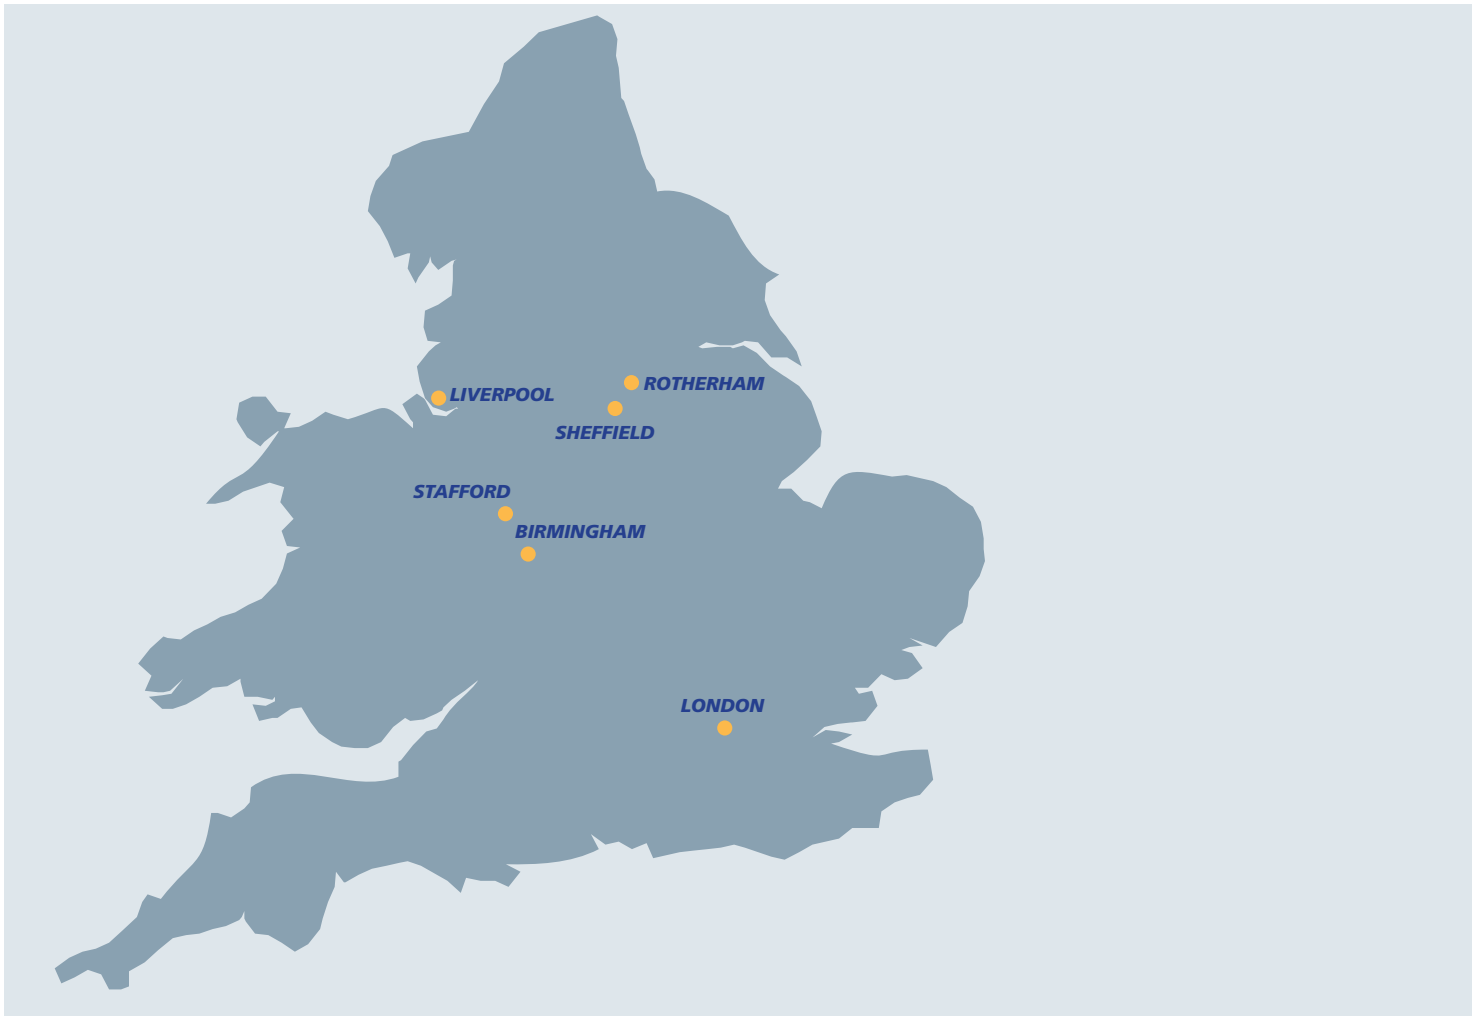 ROTHERHAM
LIVERPOOL
SHEFFIELD
STAFFORD
BIRMINGHAM
LONDON